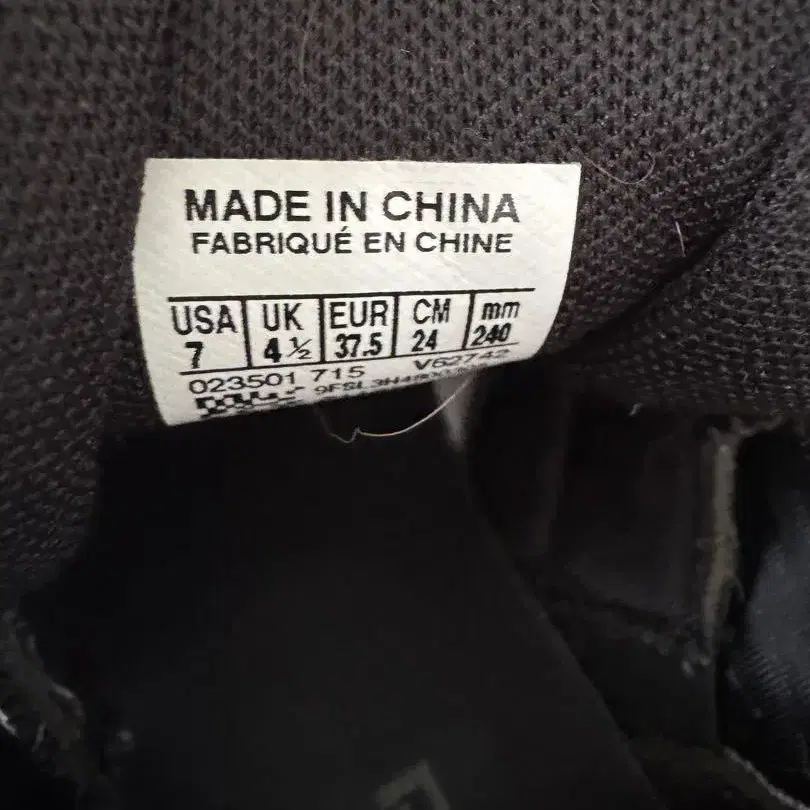 MADE IN CHINA
FABRIQUÉ EN CHINE
USA UK EUR CM mm
7 4½ 37.5 24 240
023501 715 V62742